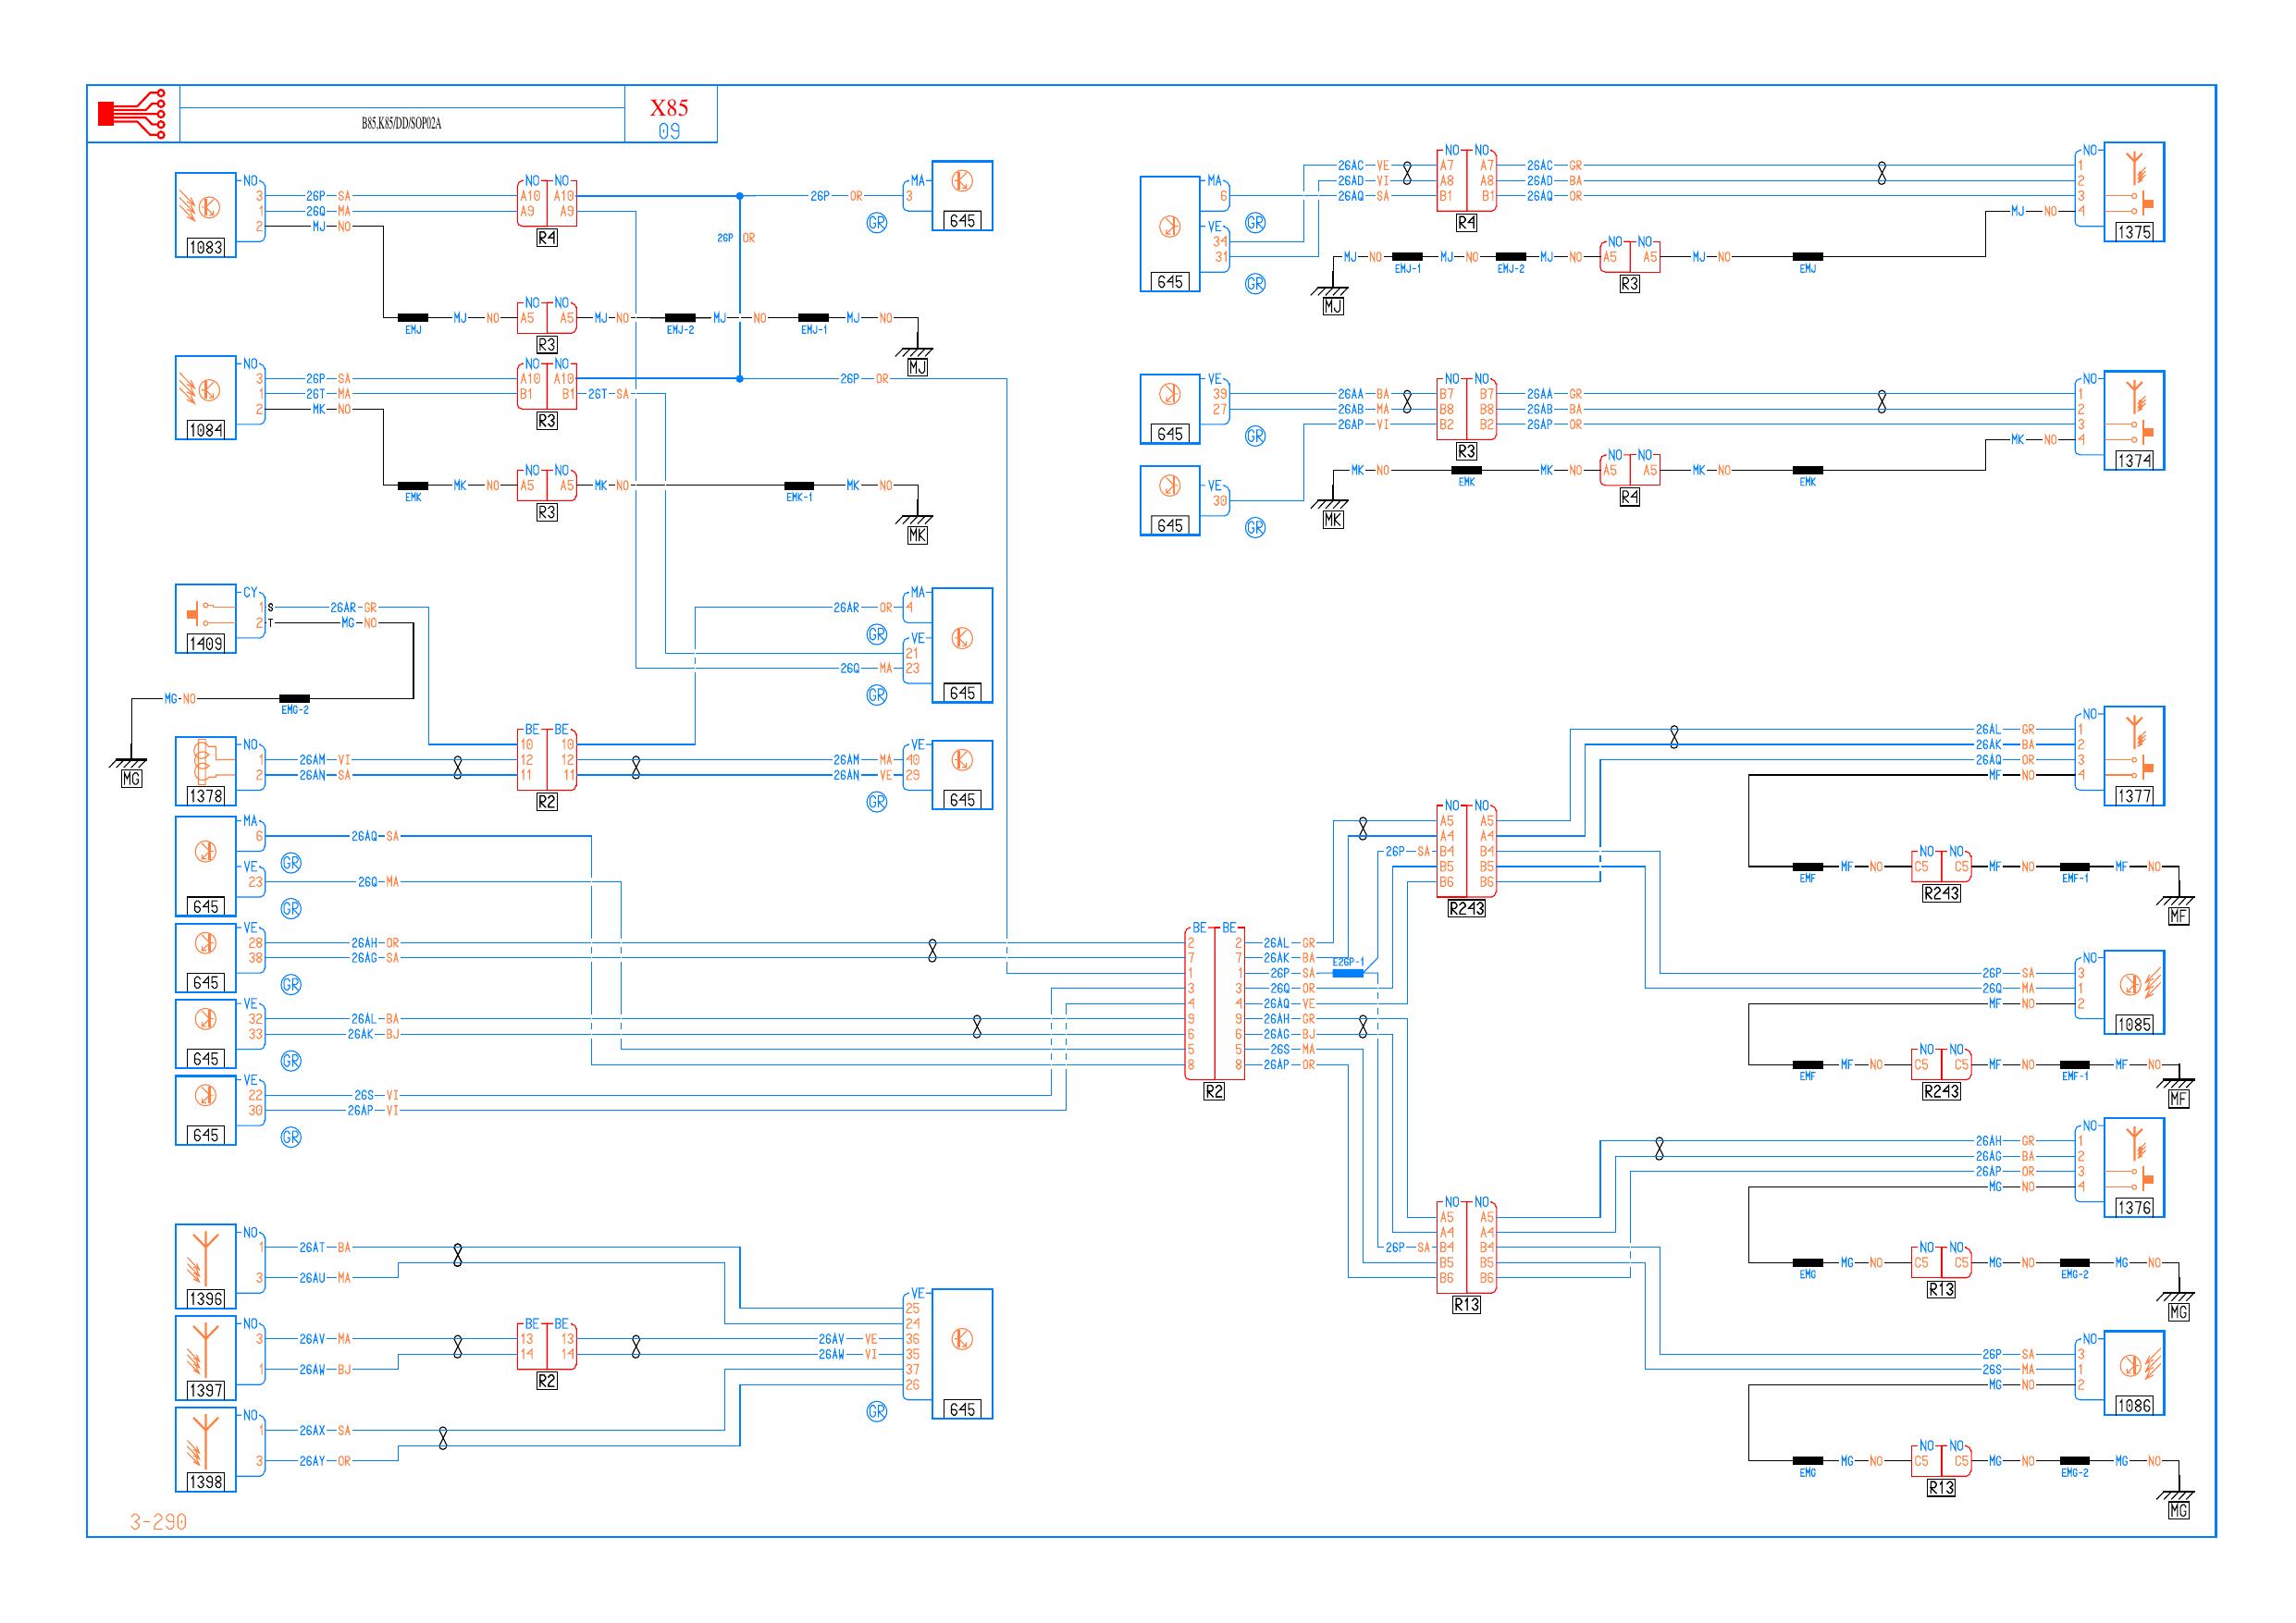 X85
B85,K85/DD/SOP02A
09
NO
3 26P SA
1 26Q MA
2 MJ NO
1083
NO NO
A10 A10
A9 A9
R4
26P OR
26P OR
MA
3
GR
645
EMJ MJ NO
NO NO
A5 A5
R3
MJ NO EMJ-2 MJ NO EMJ-1 MJ NO
MJ
NO
3 26P SA
1 26T MA
2 MK NO
1084
NO NO
A10 A10
B1 B1 26T SA
R3
26P OR
EMK MK NO
NO NO
A5 A5
R3
MK NO EMK-1 MK NO
MK
CY
1 S 26AR GR
2 T MG NO
1409
MG NO EMG-2
MG
26AR OR
MA
4
GR
VE
21
26Q MA 23
GR
645
NO
1 26AM VI
2 26AN SA
1378
BE BE
10 10
12 12
11 11
R2
26AM MA 40
26AN VE 29
VE
GR
645
MA
6 26AQ SA
GR
VE
23 26Q MA
645
GR
VE
28 26AH OR
38 26AG SA
645
GR
VE
32 26AL BA
33 26AK BJ
645
GR
VE
22 26S VI
30 26AP VI
645
GR
NO
1 26AT BA
3 26AU MA
1396
NO
3 26AV MA
1 26AW BJ
1397
BE BE
13 13
14 14
R2
VE
25
24
26AV VE 36
26AW VI 35
37
26
GR
645
NO
1 26AX SA
3 26AY OR
1398
3-290
MA
6
GR
VE
34
31
645
GR
26AC VE
26AD VI
26AQ SA
NO NO
A7 A7
A8 A8
B1 B1
R4
26AC GR
26AD BA
26AQ OR
NO
1
2
3
MJ NO 4
1375
MJ NO EMJ-1 MJ NO EMJ-2 MJ NO
MJ
NO NO
A5 A5
R3
MJ NO EMJ
VE
39 26AA BA
27 26AB MA
26AP VI
645
GR
NO NO
B7 B7
B8 B8
B2 B2
R3
26AA GR
26AB BA
26AP OR
NO
1
2
3
MK NO 4
1374
VE
30
645
GR
MK NO EMK MK NO
MK
NO NO
A5 A5
R4
MK NO EMK
BE BE
2 2 26AL GR
7 7 26AK BA
1 1 26P SA
3 3 26Q OR
4 4 26AQ VE
9 9 26AH GR
6 6 26AG BJ
5 5 26S MA
8 8 26AP OR
R2
E26P-1
NO NO
A5 A5
A4 A4
26P SA B4 B4
B5 B5
B6 B6
R243
NO
26AL GR 1
26AK BA 2
26AQ OR 3
MF NO 4
1377
EMF MF NO
NO NO
C5 C5
R243
MF NO EMF-1 MF NO
MF
NO
26P SA 3
26Q MA 1
MF NO 2
1085
EMF MF NO
NO NO
C5 C5
R243
MF NO EMF-1 MF NO
MF
NO NO
A5 A5
A4 A4
26P SA B4 B4
B5 B5
B6 B6
R13
NO
26AH GR 1
26AG BA 2
26AP OR 3
MG NO 4
1376
EMG MG NO
NO NO
C5 C5
R13
MG NO EMG-2 MG NO
MG
NO
26P SA 3
26S MA 1
MG NO 2
1086
EMG MG NO
NO NO
C5 C5
R13
MG NO EMG-2 MG NO
MG